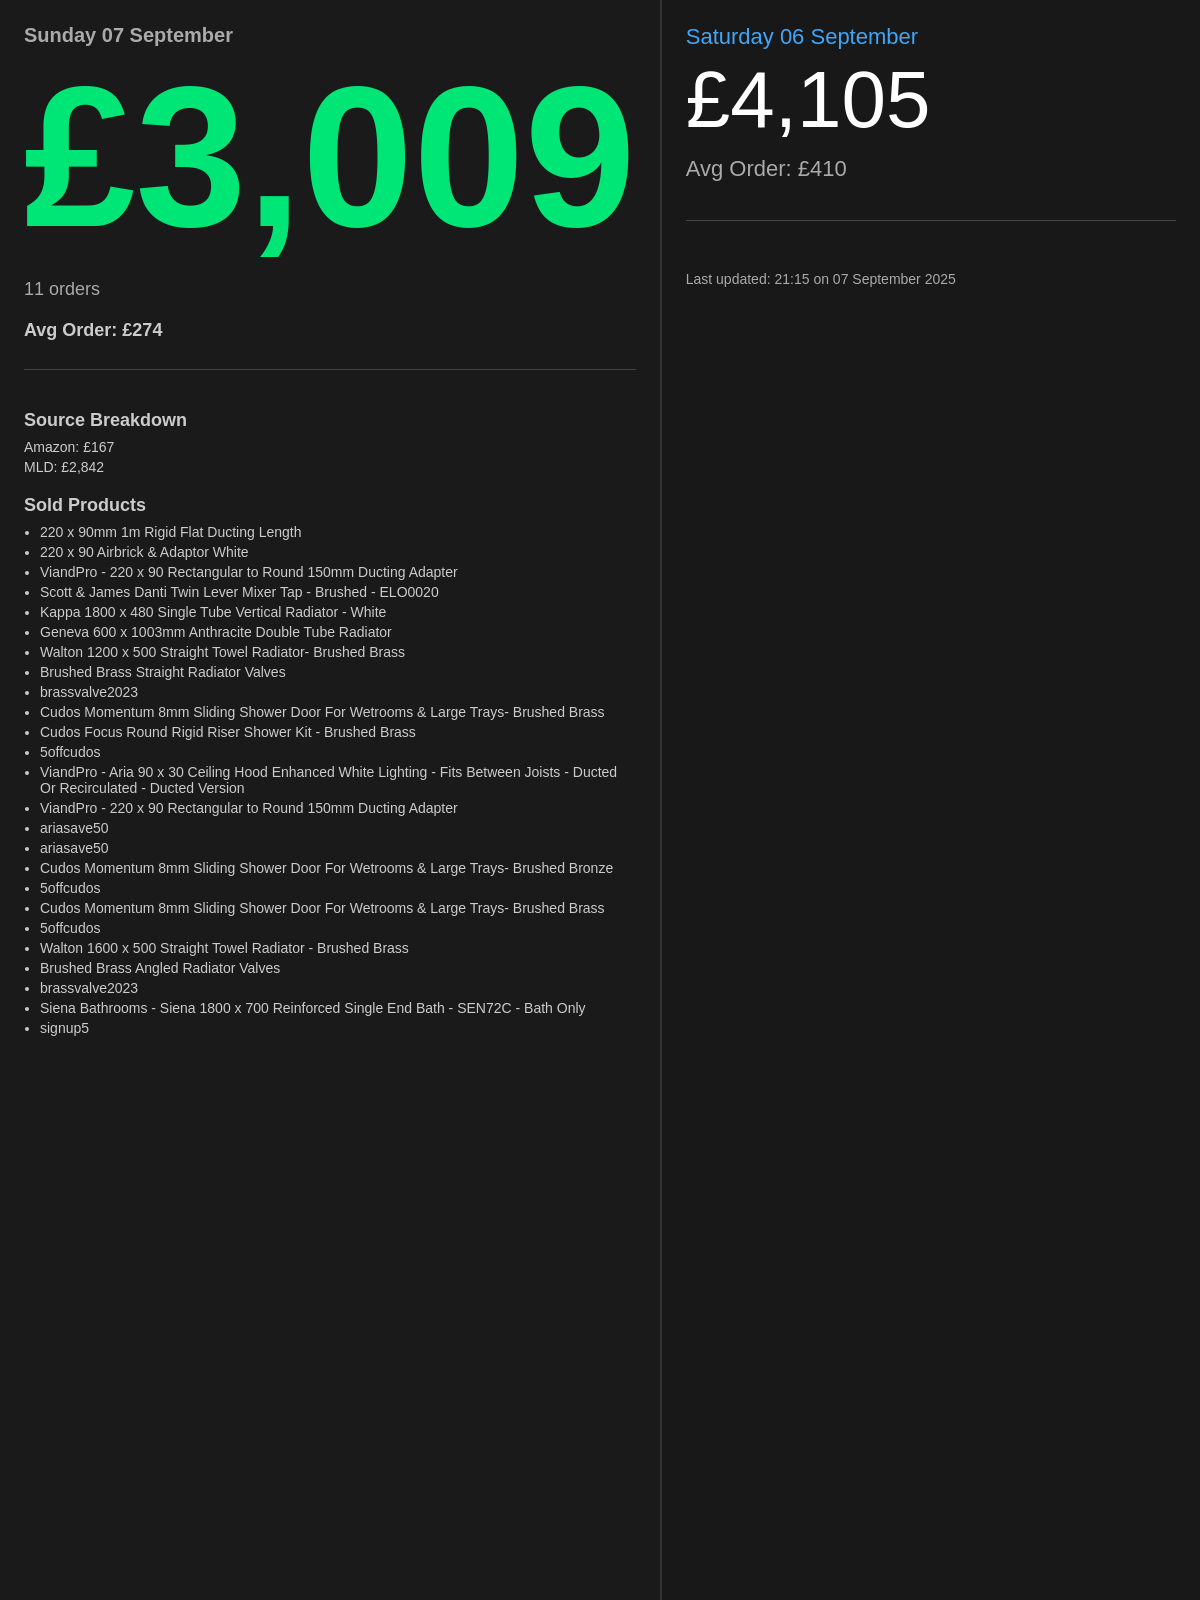 Sunday 07 September
£3,009
11 orders
Avg Order: £274
Source Breakdown
Amazon: £167
MLD: £2,842
Sold Products
• 220 x 90mm 1m Rigid Flat Ducting Length
• 220 x 90 Airbrick & Adaptor White
• ViandPro - 220 x 90 Rectangular to Round 150mm Ducting Adapter
• Scott & James Danti Twin Lever Mixer Tap - Brushed - ELO0020
• Kappa 1800 x 480 Single Tube Vertical Radiator - White
• Geneva 600 x 1003mm Anthracite Double Tube Radiator
• Walton 1200 x 500 Straight Towel Radiator- Brushed Brass
• Brushed Brass Straight Radiator Valves
• brassvalve2023
• Cudos Momentum 8mm Sliding Shower Door For Wetrooms & Large Trays- Brushed Brass
• Cudos Focus Round Rigid Riser Shower Kit - Brushed Brass
• 5offcudos
• ViandPro - Aria 90 x 30 Ceiling Hood Enhanced White Lighting - Fits Between Joists - Ducted
Or Recirculated - Ducted Version
• ViandPro - 220 x 90 Rectangular to Round 150mm Ducting Adapter
• ariasave50
• ariasave50
• Cudos Momentum 8mm Sliding Shower Door For Wetrooms & Large Trays- Brushed Bronze
• 5offcudos
• Cudos Momentum 8mm Sliding Shower Door For Wetrooms & Large Trays- Brushed Brass
• 5offcudos
• Walton 1600 x 500 Straight Towel Radiator - Brushed Brass
• Brushed Brass Angled Radiator Valves
• brassvalve2023
• Siena Bathrooms - Siena 1800 x 700 Reinforced Single End Bath - SEN72C - Bath Only
• signup5
Saturday 06 September
£4,105
Avg Order: £410
Last updated: 21:15 on 07 September 2025